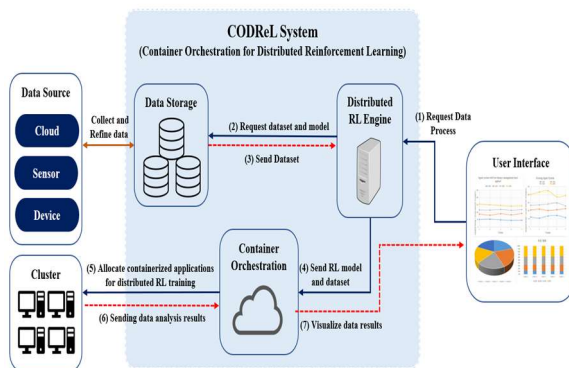 CODReL System
(Container Orchestration for Distributed Reinforcement Learning)
Data Source
Cloud
Sensor
Device
Collect and
Refine data
Data Storage
(2) Request dataset and model
(3) Send Dataset
Distributed
RL Engine
(1) Request Data
Process
User Interface
Cluster
(5) Allocate containerized applications
for distributed RL training
(6) Sending data analysis results
Container
Orchestration
(4) Send RL model
and dataset
(7) Visualize data results